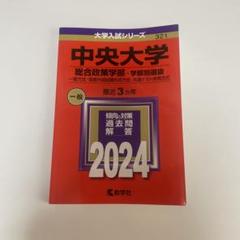 大学入試シリーズ
321
中央大学
総合政策学部-学部別選抜
一般
最近3カ年
傾向と対策
過去問
解答
2024
教学社